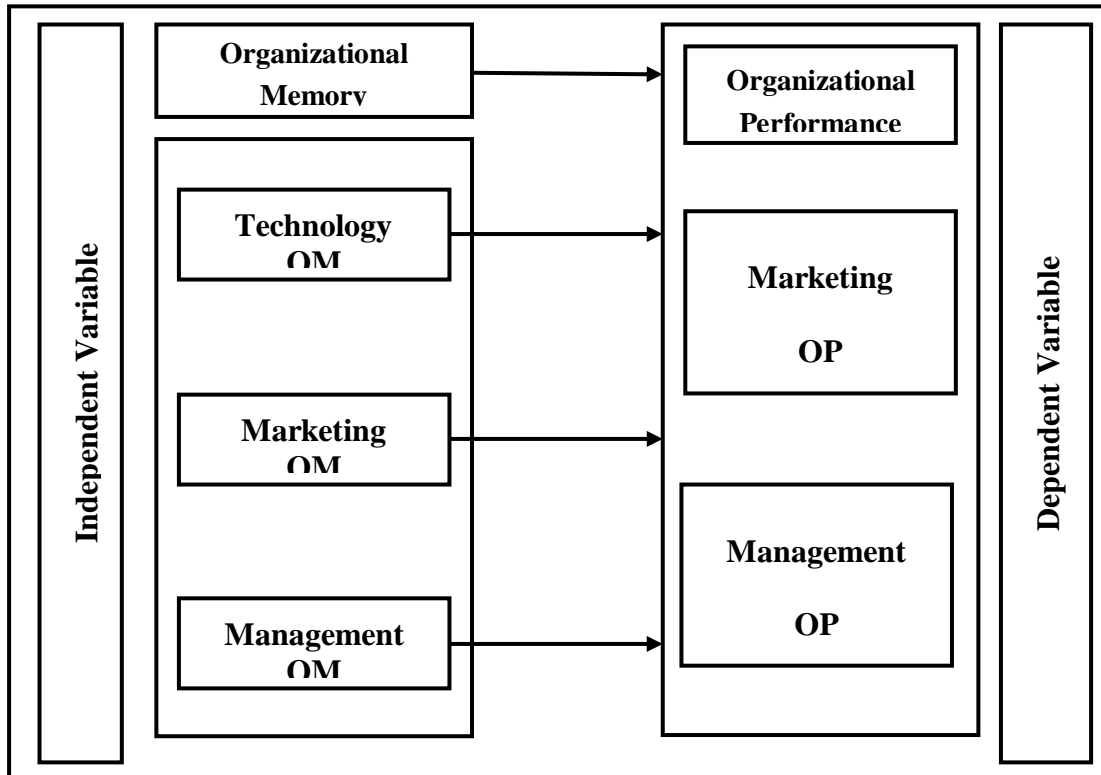 Independent Variable
Organizational
Memory
Technology
OM
Marketing
OM
Management
OM
Organizational
Performance
Marketing
OP
Management
OP
Dependent Variable